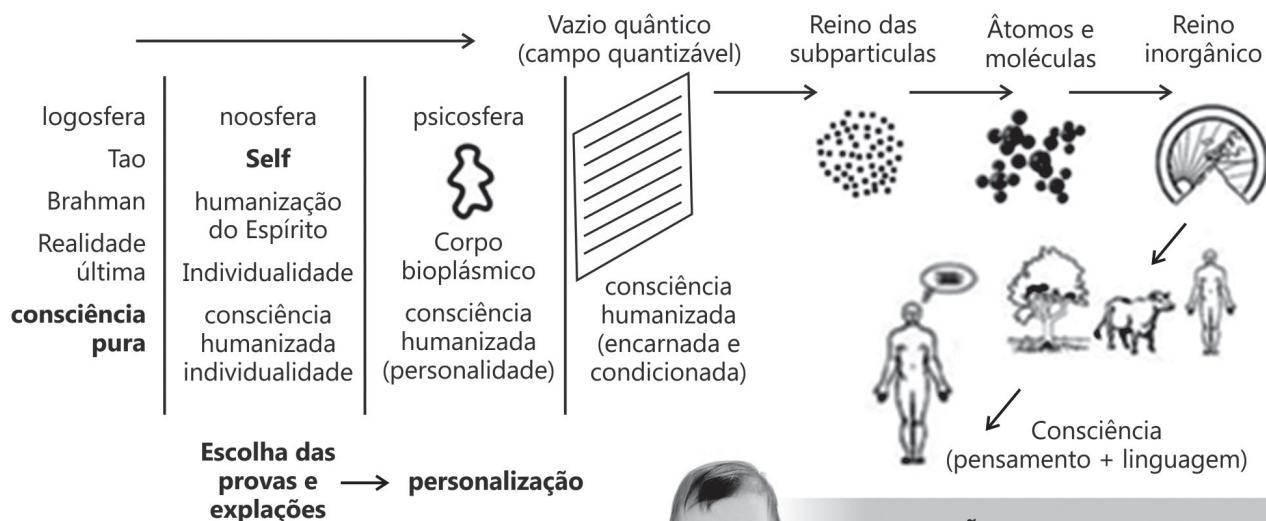 Vazio quântico
(campo quantizável)
Reino das
subparticulas
Âtomos e
moléculas
Reino
inorgânico
logosfera
Tao
Brahman
Realidade
última
consciência
pura
noosfera
Self
humanização
do Espírito
Individualidade
consciência
humanizada
individualidade
psicosfera
Corpo
bioplásmico
consciência
humanizada
(personalidade)
consciência
humanizada
(encarnada e
condicionada)
Consciência
(pensamento + linguagem)
Escolha das
provas e
explações
personalização